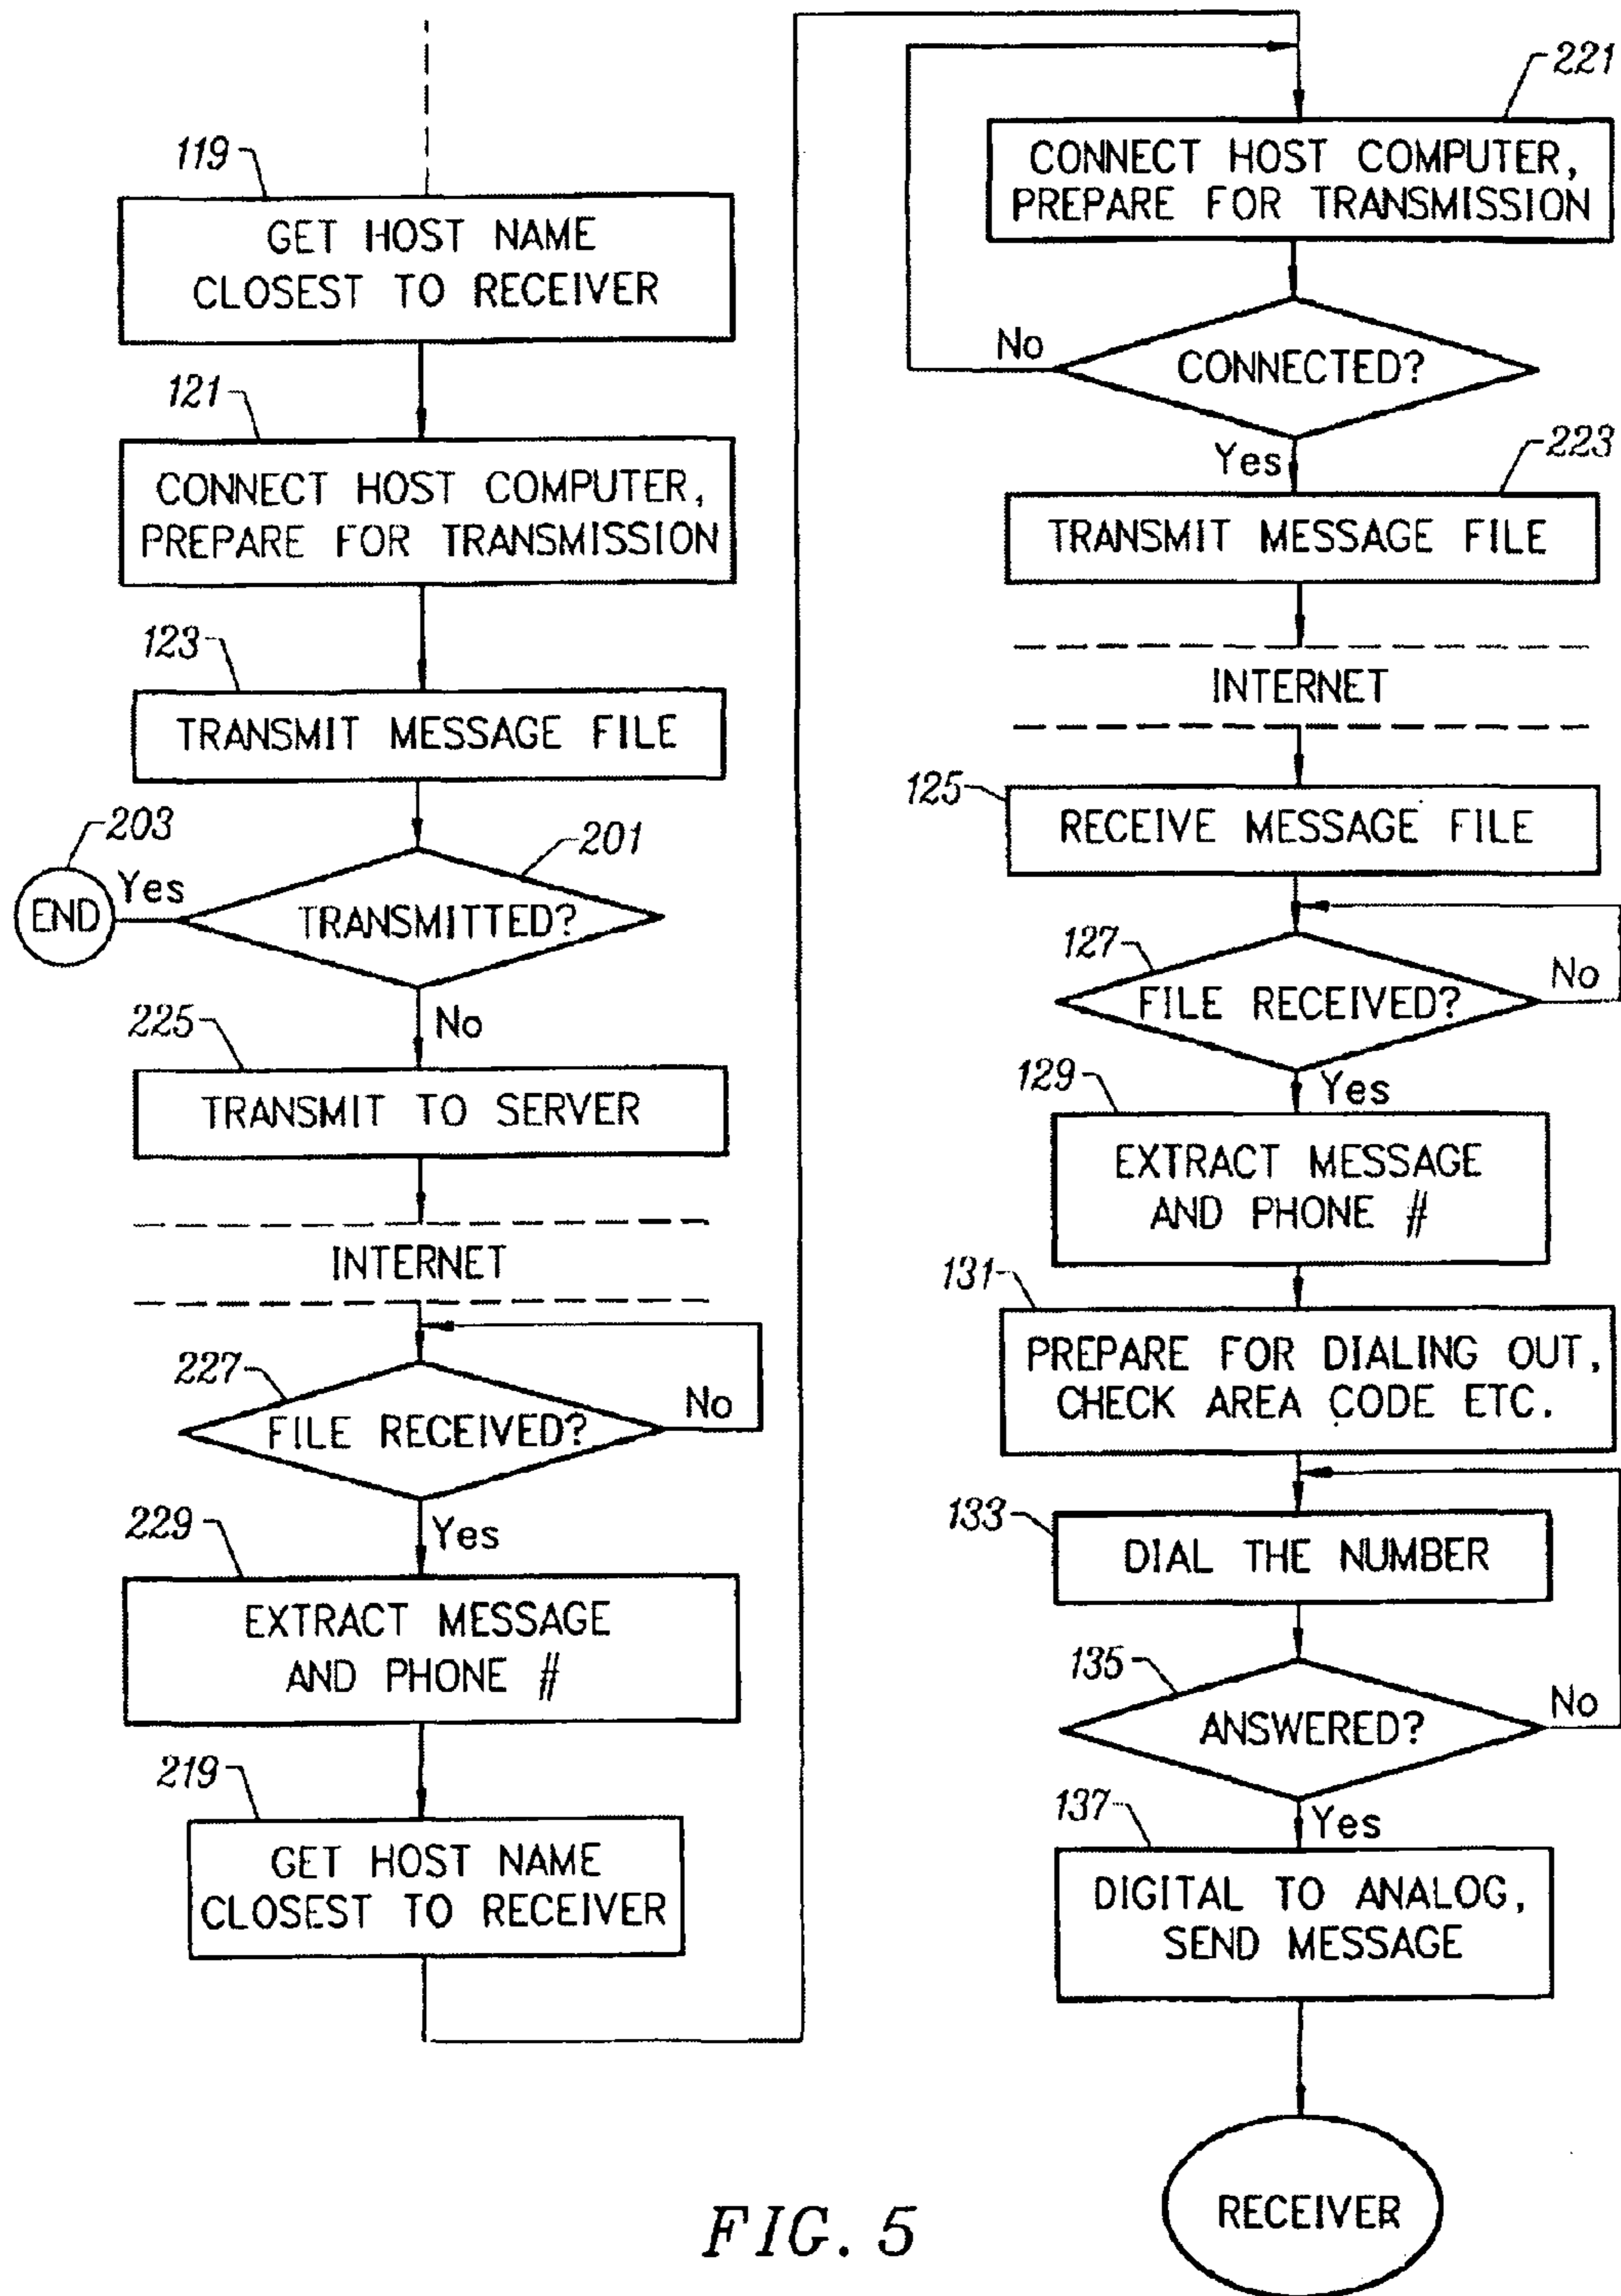 119
GET HOST NAME
CLOSEST TO RECEIVER
121
CONNECT HOST COMPUTER,
PREPARE FOR TRANSMISSION
123
TRANSMIT MESSAGE FILE
203
END
Yes
201
TRANSMITTED?
No
225
TRANSMIT TO SERVER
INTERNET
227
FILE RECEIVED?
No
Yes
229
EXTRACT MESSAGE
AND PHONE #
219
GET HOST NAME
CLOSEST TO RECEIVER
221
CONNECT HOST COMPUTER,
PREPARE FOR TRANSMISSION
No
CONNECTED?
Yes
223
TRANSMIT MESSAGE FILE
INTERNET
125
RECEIVE MESSAGE FILE
127
FILE RECEIVED?
No
Yes
129
EXTRACT MESSAGE
AND PHONE #
131
PREPARE FOR DIALING OUT,
CHECK AREA CODE ETC.
133
DIAL THE NUMBER
135
ANSWERED?
No
Yes
137
DIGITAL TO ANALOG,
SEND MESSAGE
RECEIVER
FIG. 5